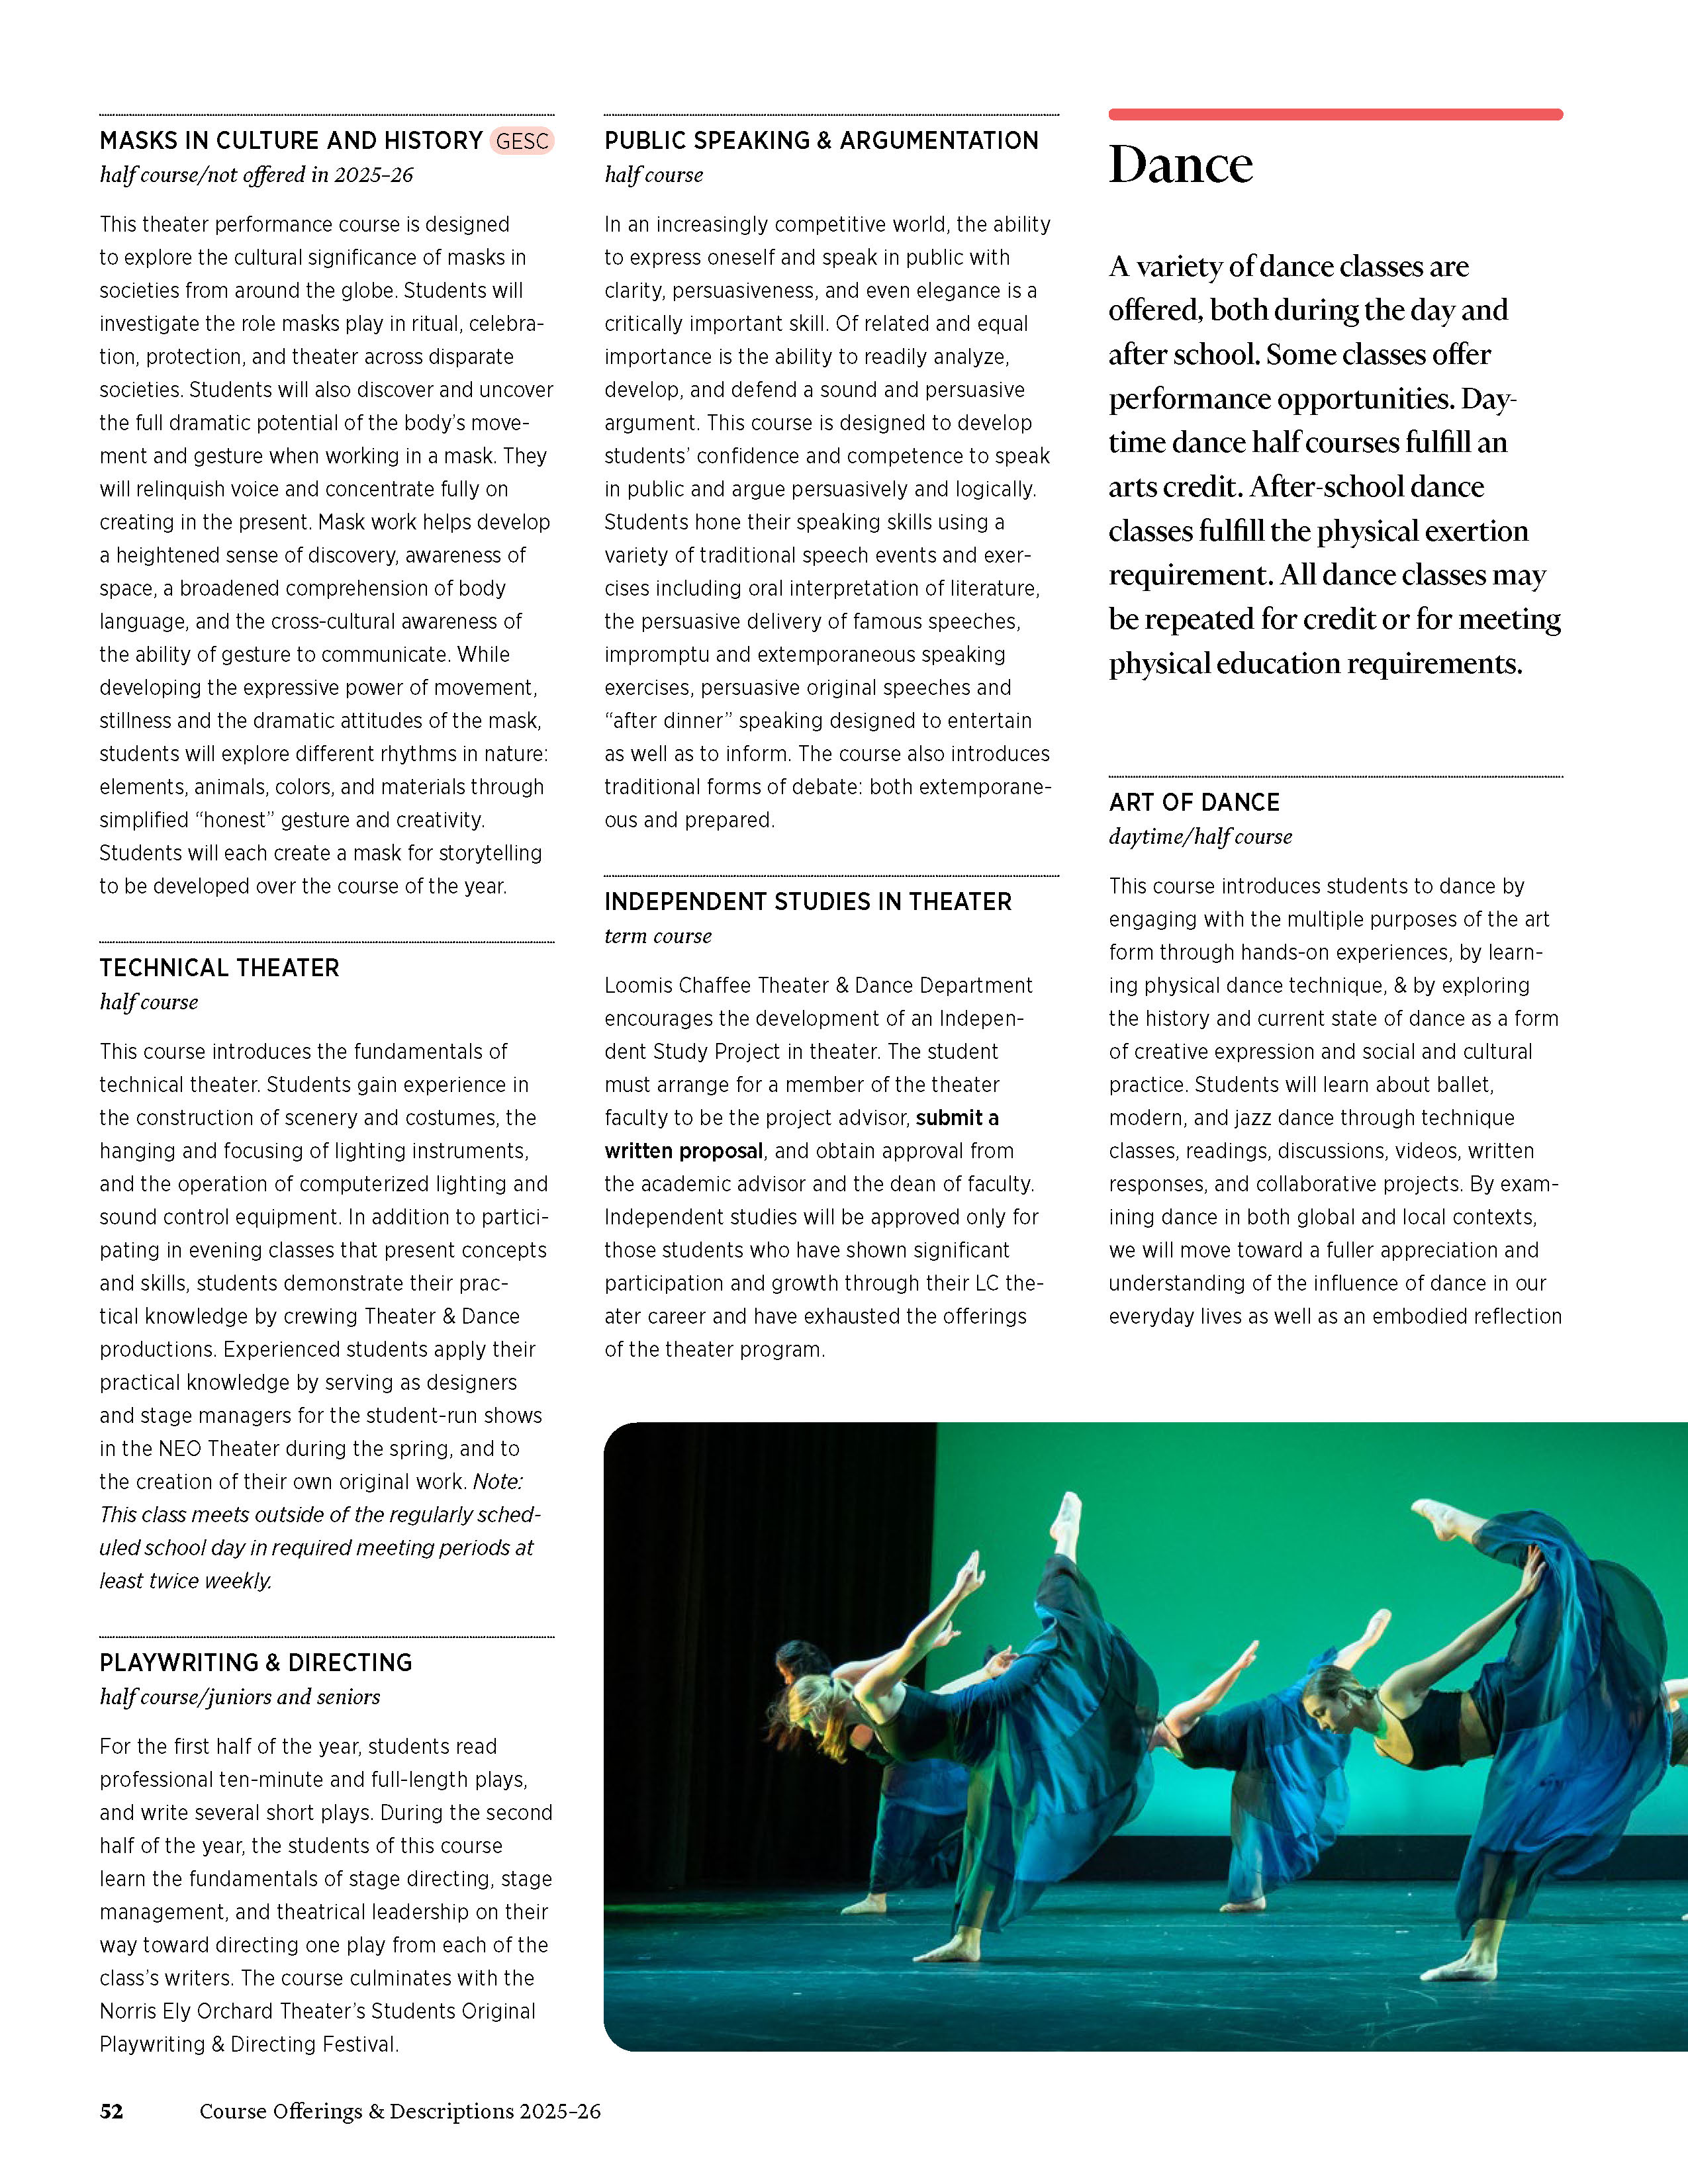 MASKS IN CULTURE AND HISTORY GESC
half course/not offered in 2025–26
This theater performance course is designed
to explore the cultural significance of masks in
societies from around the globe. Students will
investigate the role masks play in ritual, celebra-
tion, protection, and theater across disparate
societies. Students will also discover and uncover
the full dramatic potential of the body’s move-
ment and gesture when working in a mask. They
will relinquish voice and concentrate fully on
creating in the present. Mask work helps develop
a heightened sense of discovery, awareness of
space, a broadened comprehension of body
language, and the cross-cultural awareness of
the ability of gesture to communicate. While
developing the expressive power of movement,
stillness and the dramatic attitudes of the mask,
students will explore different rhythms in nature:
elements, animals, colors, and materials through
simplified “honest” gesture and creativity.
Students will each create a mask for storytelling
to be developed over the course of the year.
TECHNICAL THEATER
half course
This course introduces the fundamentals of
technical theater. Students gain experience in
the construction of scenery and costumes, the
hanging and focusing of lighting instruments,
and the operation of computerized lighting and
sound control equipment. In addition to partici-
pating in evening classes that present concepts
and skills, students demonstrate their prac-
tical knowledge by crewing Theater & Dance
productions. Experienced students apply their
practical knowledge by serving as designers
and stage managers for the student-run shows
in the NEO Theater during the spring, and to
the creation of their own original work. Note:
This class meets outside of the regularly sched-
uled school day in required meeting periods at
least twice weekly.
PLAYWRITING & DIRECTING
half course/juniors and seniors
For the first half of the year, students read
professional ten-minute and full-length plays,
and write several short plays. During the second
half of the year, the students of this course
learn the fundamentals of stage directing, stage
management, and theatrical leadership on their
way toward directing one play from each of the
class’s writers. The course culminates with the
Norris Ely Orchard Theater’s Students Original
Playwriting & Directing Festival.
PUBLIC SPEAKING & ARGUMENTATION
half course
In an increasingly competitive world, the ability
to express oneself and speak in public with
clarity, persuasiveness, and even elegance is a
critically important skill. Of related and equal
importance is the ability to readily analyze,
develop, and defend a sound and persuasive
argument. This course is designed to develop
students’ confidence and competence to speak
in public and argue persuasively and logically.
Students hone their speaking skills using a
variety of traditional speech events and exer-
cises including oral interpretation of literature,
the persuasive delivery of famous speeches,
impromptu and extemporaneous speaking
exercises, persuasive original speeches and
“after dinner” speaking designed to entertain
as well as to inform. The course also introduces
traditional forms of debate: both extemporane-
ous and prepared.
INDEPENDENT STUDIES IN THEATER
term course
Loomis Chaffee Theater & Dance Department
encourages the development of an Indepen-
dent Study Project in theater. The student
must arrange for a member of the theater
faculty to be the project advisor, submit a
written proposal, and obtain approval from
the academic advisor and the dean of faculty.
Independent studies will be approved only for
those students who have shown significant
participation and growth through their LC the-
ater career and have exhausted the offerings
of the theater program.
Dance
A variety of dance classes are
offered, both during the day and
after school. Some classes offer
performance opportunities. Day-
time dance half courses fulfill an
arts credit. After-school dance
classes fulfill the physical exertion
requirement. All dance classes may
be repeated for credit or for meeting
physical education requirements.
ART OF DANCE
daytime/half course
This course introduces students to dance by
engaging with the multiple purposes of the art
form through hands-on experiences, by learn-
ing physical dance technique, & by exploring
the history and current state of dance as a form
of creative expression and social and cultural
practice. Students will learn about ballet,
modern, and jazz dance through technique
classes, readings, discussions, videos, written
responses, and collaborative projects. By exam-
ining dance in both global and local contexts,
we will move toward a fuller appreciation and
understanding of the influence of dance in our
everyday lives as well as an embodied reflection
52 Course Offerings & Descriptions 2025–26